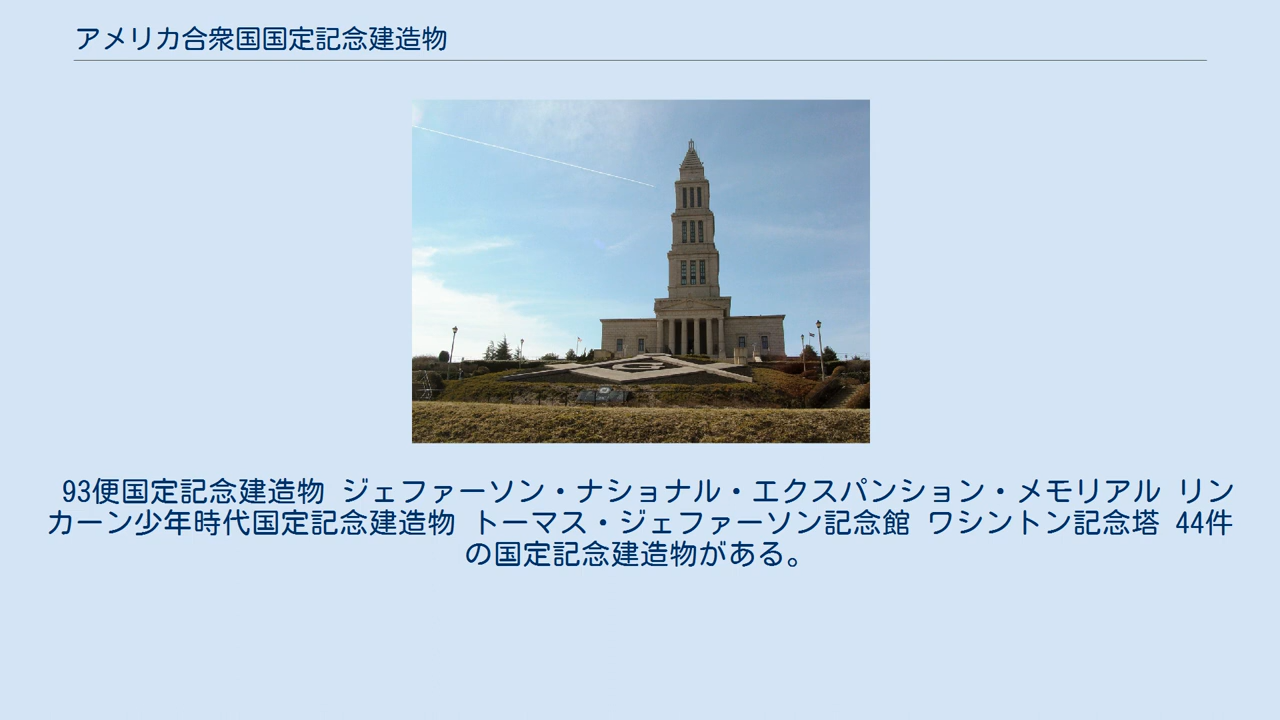 アメリカ合衆国国定記念建造物
G
93便国定記念建造物 ジェファーソン・ナショナル・エクスパンション・メモリアル リン
カーン少年時代国定記念建造物 トーマス・ジェファーソン記念館 ワシントン記念塔 44件
の国定記念建造物がある。